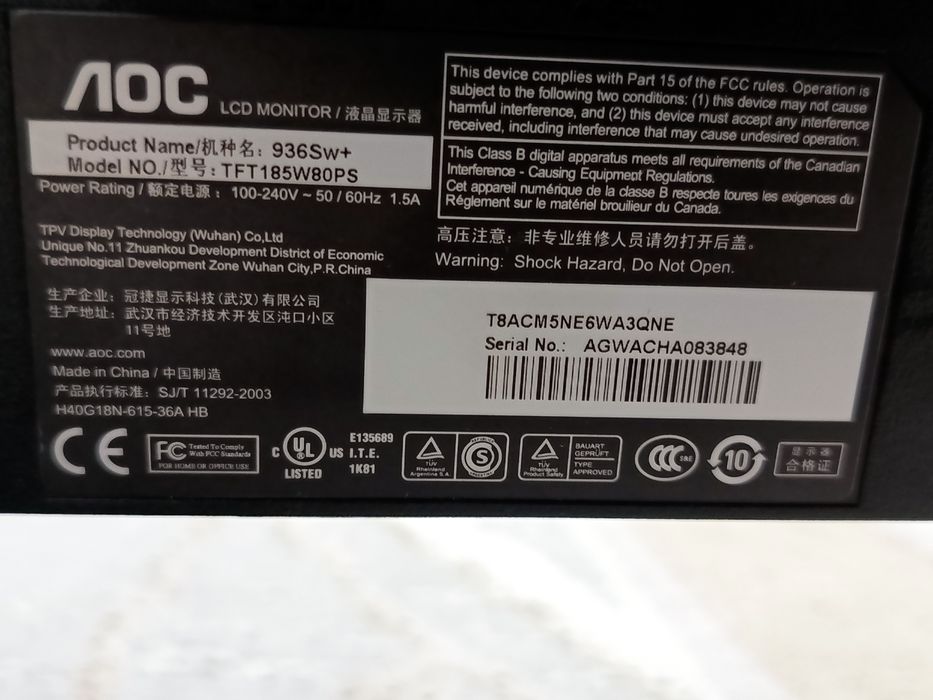 AOC LCD MONITOR / 液晶显示器
Product Name/机种名: 936Sw+
Model NO./型号: TFT185W80PS
Power Rating / 额定电源: 100-240V ~ 50 / 60Hz 1.5A
TPV Display Technology (Wuhan) Co,Ltd
Unique No.11 Zhuankou Development District of Economic
Technological Development Zone Wuhan City,P.R.China
生产企业: 冠捷显示科技(武汉)有限公司
生产地址: 武汉市经济技术开发区沌口小区
11号地
www.aoc.com
Made in China / 中国制造
产品执行标准: SJ/T 11292-2003
H40G18N-615-36A HB
This device complies with Part 15 of the FCC rules. Operation is
subject to the following two conditions: (1) this device may not cause
harmful interference, and (2) this device must accept any interference
received, including interference that may cause undesired operation.
This Class B digital apparatus meets all requirements of the Canadian
Interference - Causing Equipment Regulations.
Cet appareil numérique de la classe B respecte toures les exigences du
Réglement sur le matériel brouilieur du Canada.
高压注意: 非专业维修人员请勿打开后盖。
Warning: Shock Hazard, Do Not Open.
T8ACM5NE6WA3QNE
Serial No.: AGWACHA083848
CE
FC Tested To Comply
With FCC Standards
FOR HOME OR OFFICE USE
C UL US
LISTED
E135689
I.T.E.
1K81
TÜV
Rheinland
Argentina S.A.
S
TÜV
Rheinland
Product Safety
BAUART
GEPRÜFT
TYPE
APPROVED
CCC S&E
10
显示器
合格证